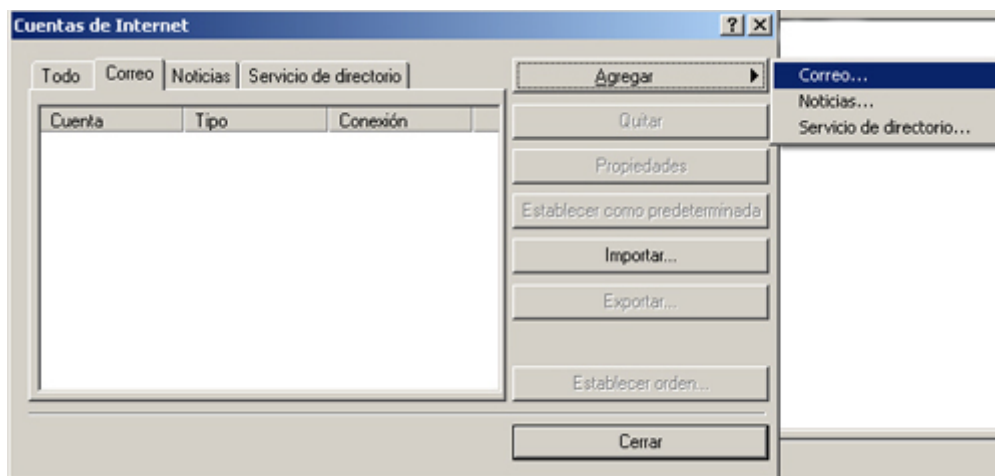 Cuentas de Internet
Todo Correo Noticias Servicio de directorio
Cuenta Tipo Conexión
Agregar
Quitar
Propiedades
Establecer como predeterminada
Importar...
Exportar...
Establecer orden...
Cerrar
Correo...
Noticias...
Servicio de directorio...